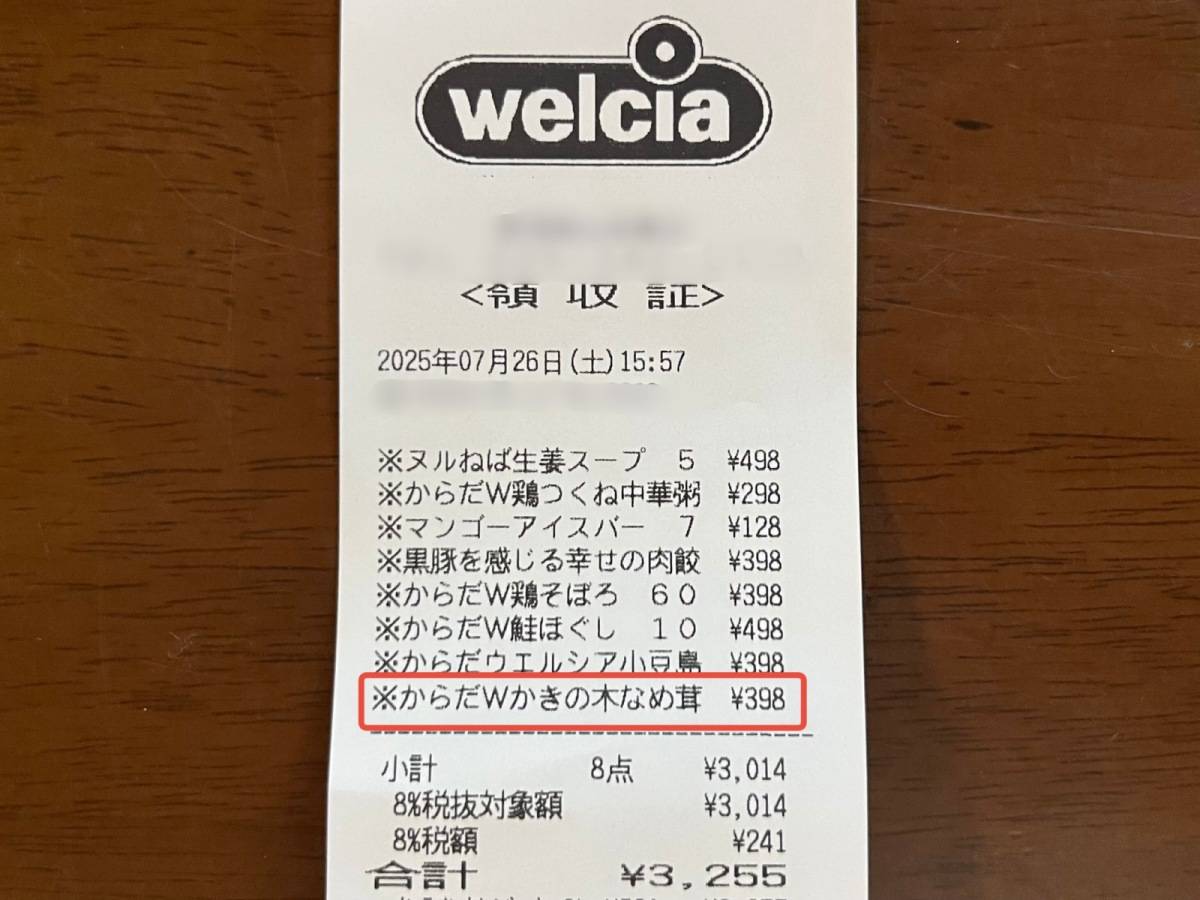 welcia
<領収証>
2025年07月26日(土)15:57
※ヌルねば生姜スープ 5 ¥498
※からだW鶏つくね中華粥 ¥298
※マンゴーアイスバー 7 ¥128
※黒豚を感じる幸せの肉餃 ¥398
※からだW鶏そぼろ 60 ¥398
※からだW鮭ほぐし 10 ¥498
※からだウエルシア小豆島 ¥398
※からだWかきの木なめ茸 ¥398
小計 8点 ¥3,014
8%税抜対象額 ¥3,014
8%税額 ¥241
合計 ¥3,255